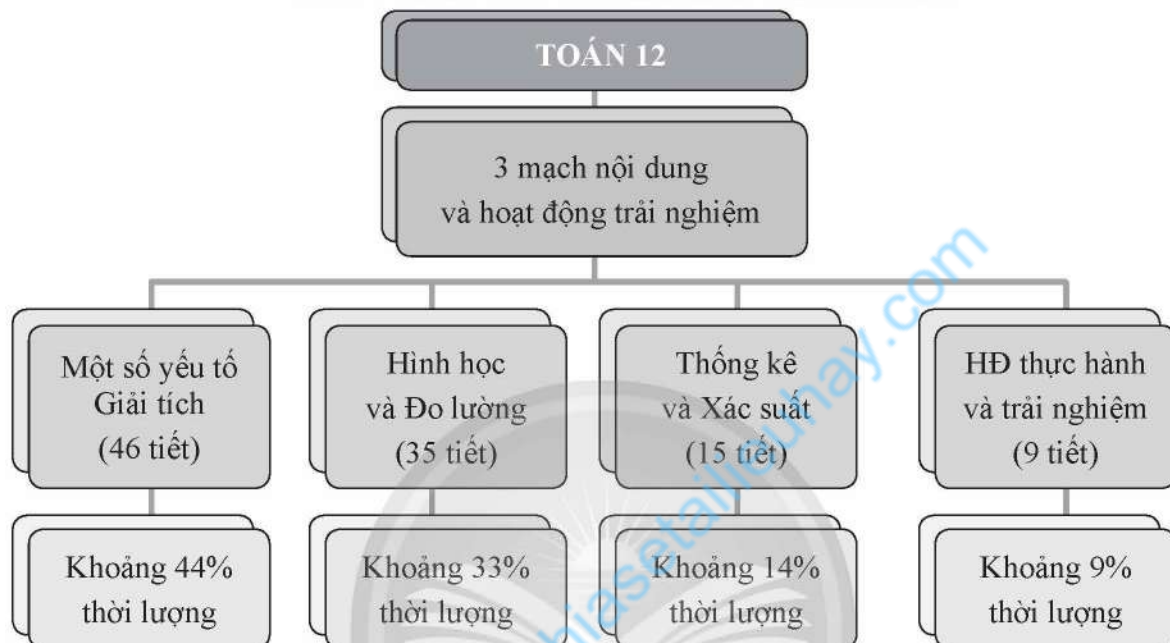 TOÁN 12
3 mạch nội dung
và hoạt động trải nghiệm
Một số yếu tố
Giải tích
(46 tiết)
Hình học
và Đo lường
(35 tiết)
Thống kê
và Xác suất
(15 tiết)
HĐ thực hành
và trải nghiệm
(9 tiết)
Khoảng 44%
thời lượng
Khoảng 33%
thời lượng
Khoảng 14%
thời lượng
Khoảng 9%
thời lượng